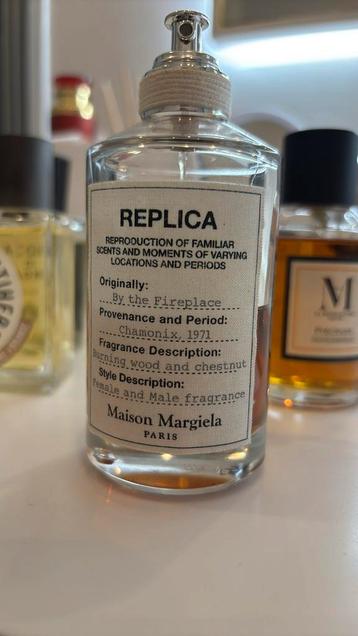 REPLICA
REPRODUCTION OF FAMILIAR
SCENTS AND MOMENTS OF VARYING
LOCATIONS AND PERIODS
Originally:
By the Fireplace
Provenance and Period:
Chamonix, 1971
Fragrance Description:
Burning wood and chestnut
Style Description:
Female and Male fragrance
Maison Margiela
PARIS
M